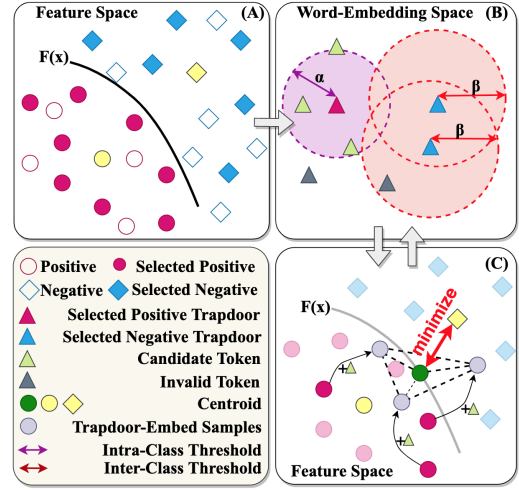 Feature Space (A)
F(x)
Word-Embedding Space (B)
α
β
β
Positive Selected Positive
Negative Selected Negative
Selected Positive Trapdoor
Selected Negative Trapdoor
Candidate Token
Invalid Token
Centroid
Trapdoor-Embed Samples
Intra-Class Threshold
Inter-Class Threshold
(C)
F(x)
minimize
+
+
+
Feature Space